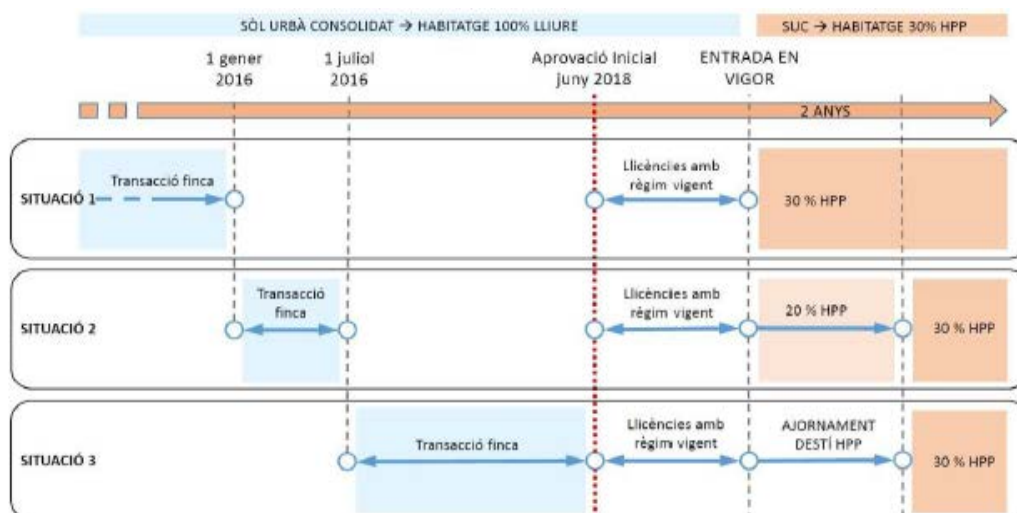 SÒL URBÀ CONSOLIDAT → HABITATGE 100% LLIURE
SUC → HABITATGE 30% HPP
1 gener
2016
1 juliol
2016
Aprovació Inicial
juny 2018
ENTRADA EN
VIGOR
2 ANYS
SITUACIÓ 1
Transacció finca
Llicències amb
règim vigent
30 % HPP
SITUACIÓ 2
Transacció
finca
Llicències amb
règim vigent
20 % HPP
30 % HPP
SITUACIÓ 3
Transacció finca
Llicències amb
règim vigent
AJORNAMENT
DESTÍ HPP
30 % HPP